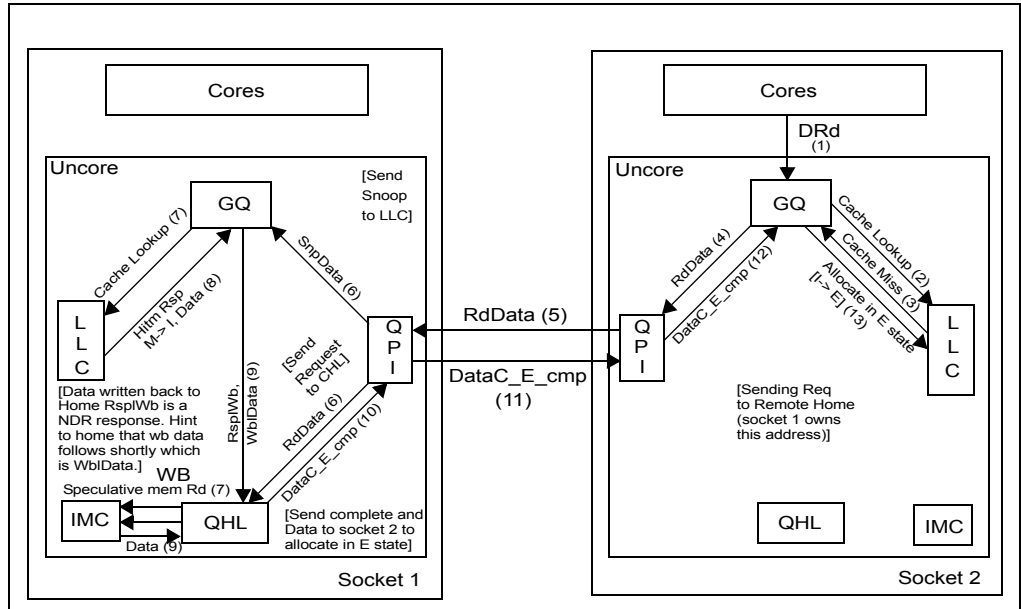 Cores
Uncore
GQ
[Send
Snoop
to LLC]
Cache Lookup (7)
Hitm Rsp
M-> I, Data (8)
SnpData (6)
L
L
C
Q
P
I
[Send
Request
to CHL]
RspIWb,
WbIData (9)
RdData (6)
DataC_E_cmp (10)
[Data written back to
Home RspIWb is a
NDR response. Hint
to home that wb data
follows shortly which
is WbIData.]
WB
Speculative mem Rd (7)
IMC
QHL
Data (9)
[Send complete and
Data to socket 2 to
allocate in E state]
Socket 1
RdData (5)
DataC_E_cmp
(11)
Cores
DRd
(1)
Uncore
GQ
RdData (4)
DataC_E_cmp (12)
Cache Lookup (2)
Cache Miss (3)
Allocate in E state
[I-> E] (13)
Q
P
I
L
L
C
[Sending Req
to Remote Home
(socket 1 owns
this address)]
QHL
IMC
Socket 2